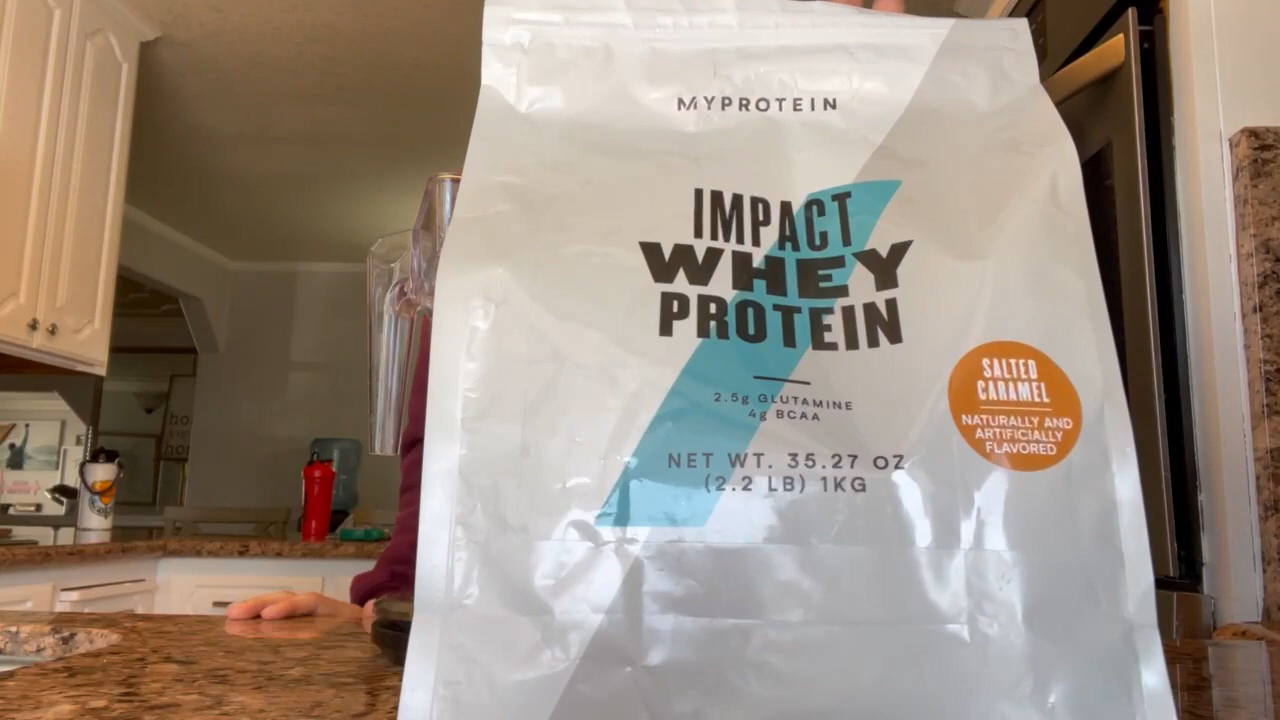 MYPROTEIN
IMPACT
WHEY
PROTEIN
2.5g GLUTAMINE
4g BCAA
NET WT. 35.27 OZ
(2.2 LB) 1KG
SALTED
CARAMEL
NATURALLY AND
ARTIFICIALLY
FLAVORED